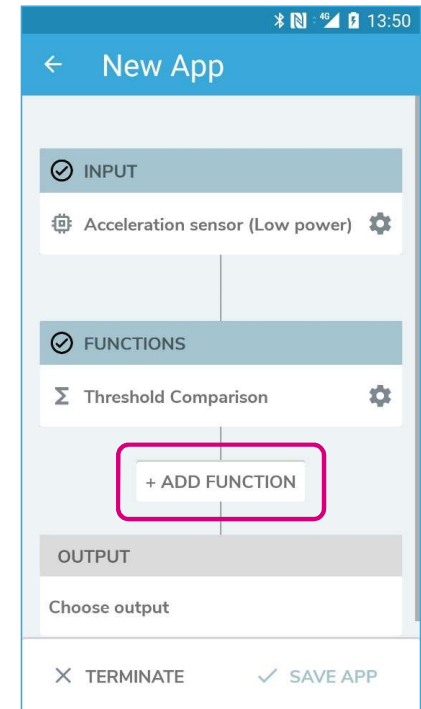 4G 13:50
New App
INPUT
Acceleration sensor (Low power)
FUNCTIONS
Σ Threshold Comparison
+ ADD FUNCTION
OUTPUT
Choose output
TERMINATE SAVE APP